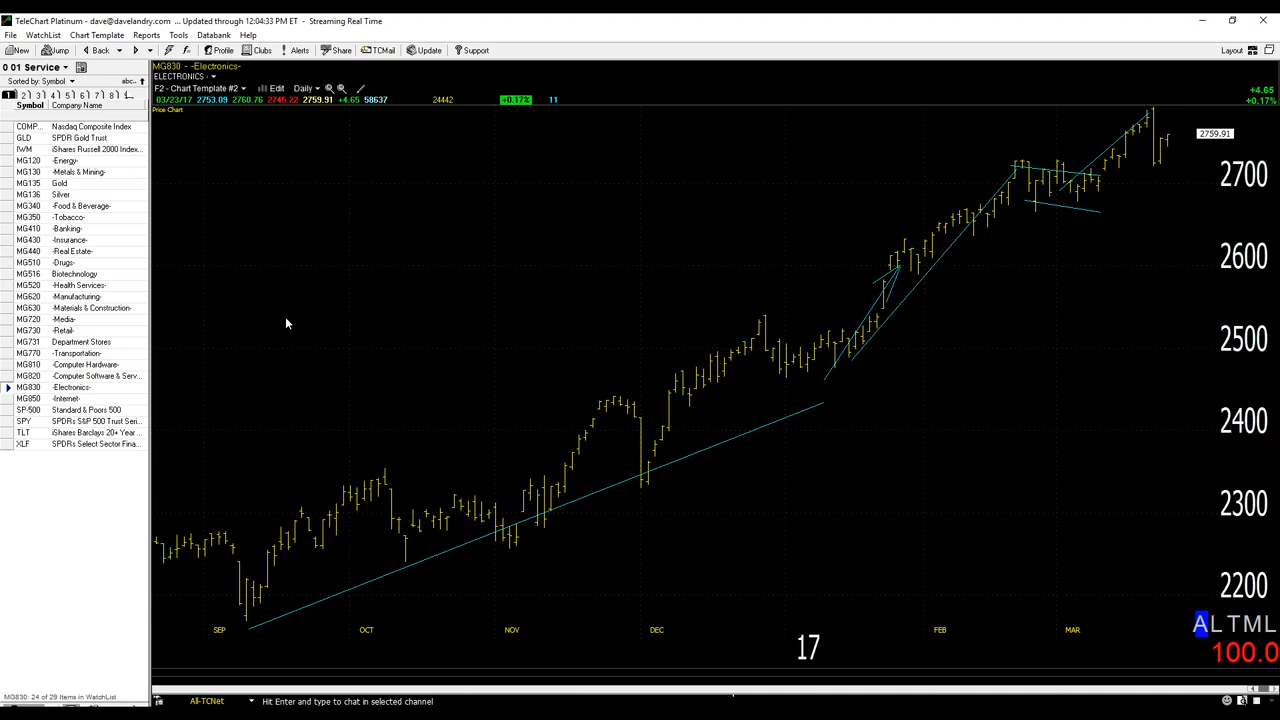 TeleChart Platinum - dave@davelandry.com ... Updated through 12:04:33 PM ET - Streaming Real Time
File WatchList Chart Template Reports Tools Databank Help
New Jump Back Profile Clubs Alerts Share TCMail Update Support Layout
0 01 Service
Sorted by: Symbol abc..
1 2 3 4 5 6 7 8
Symbol Company Name
COMP... Nasdaq Composite Index
GLD SPDR Gold Trust
IWM iShares Russell 2000 Index...
MG120 -Energy-
MG130 -Metals & Mining-
MG135 Gold
MG136 Silver
MG340 -Food & Beverage-
MG350 -Tobacco-
MG410 -Banking-
MG430 -Insurance-
MG440 -Real Estate-
MG510 -Drugs-
MG516 Biotechnology
MG520 -Health Services-
MG620 -Manufacturing-
MG630 -Materials & Construction-
MG720 -Media-
MG730 -Retail-
MG731 Department Stores
MG770 -Transportation-
MG810 -Computer Hardware-
MG820 -Computer Software & Serv...
MG830 -Electronics-
MG850 -Internet-
SP-500 Standard & Poors 500
SPY SPDRs S&P 500 Trust Seri...
TLT iShares Barclays 20+ Year ...
XLF SPDRs Select Sector Fina...
MG830: 24 of 29 Items in WatchList
MG830 - -Electronics-
ELECTRONICS -
F2 - Chart Template #2 Edit Daily
03/23/17 2753.09 2760.76 2745.22 2759.91 +4.65 58637 24442 +0.17% 11
+4.65
+0.17%
Price Chart
2759.91
2700
2600
2500
2400
2300
2200
SEP OCT NOV DEC 17 FEB MAR
ALTML
100.0
All-TCNet Hit Enter and type to chat in selected channel